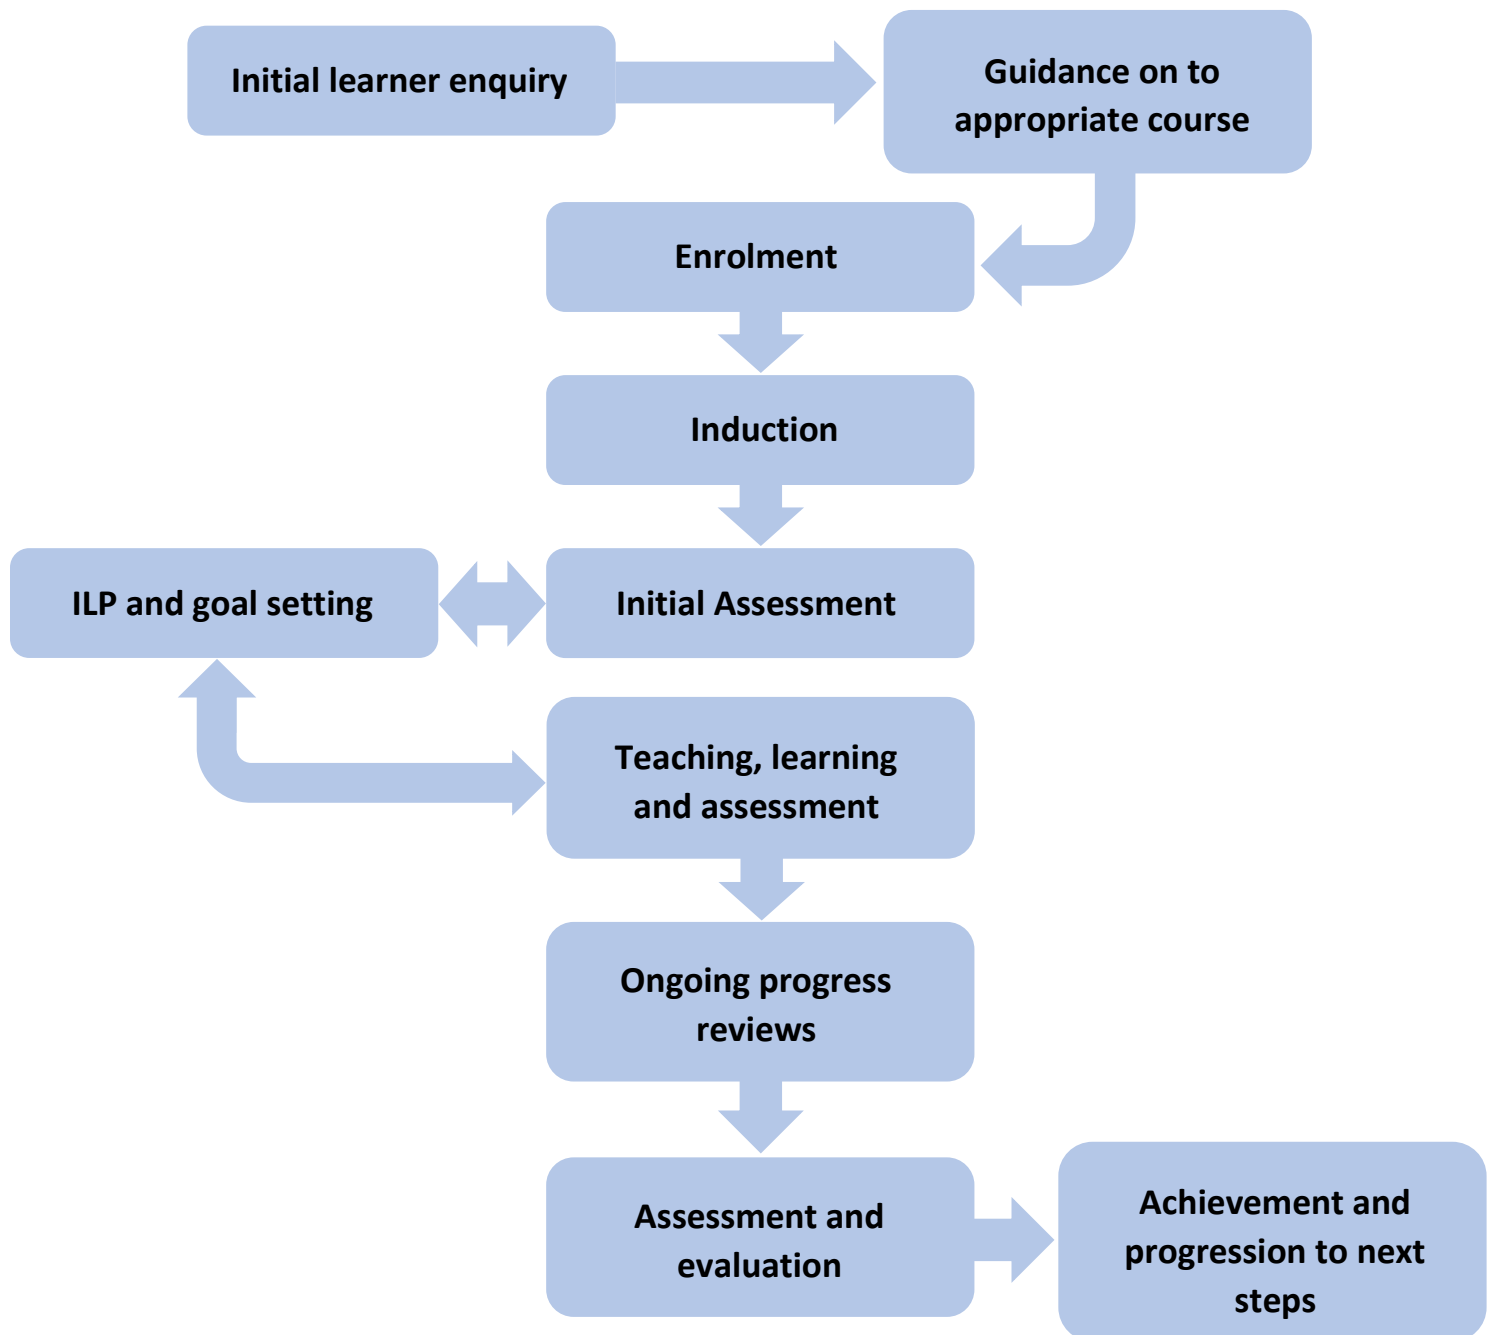 Initial learner enquiry
Guidance on to
appropriate course
Enrolment
Induction
ILP and goal setting
Initial Assessment
Teaching, learning
and assessment
Ongoing progress
reviews
Assessment and
evaluation
Achievement and
progression to next
steps